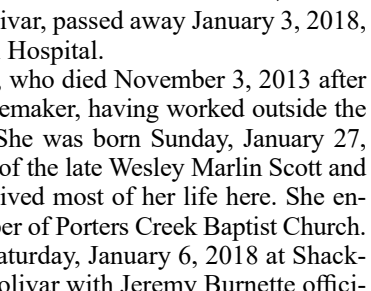 ivar, passed away January 3, 2018,
Hospital.
, who died November 3, 2013 after
emaker, having worked outside the
She was born Sunday, January 27,
of the late Wesley Marlin Scott and
ived most of her life here. She en-
er of Porters Creek Baptist Church.
aturday, January 6, 2018 at Shack-
olivar with Jeremy Burnette offici-